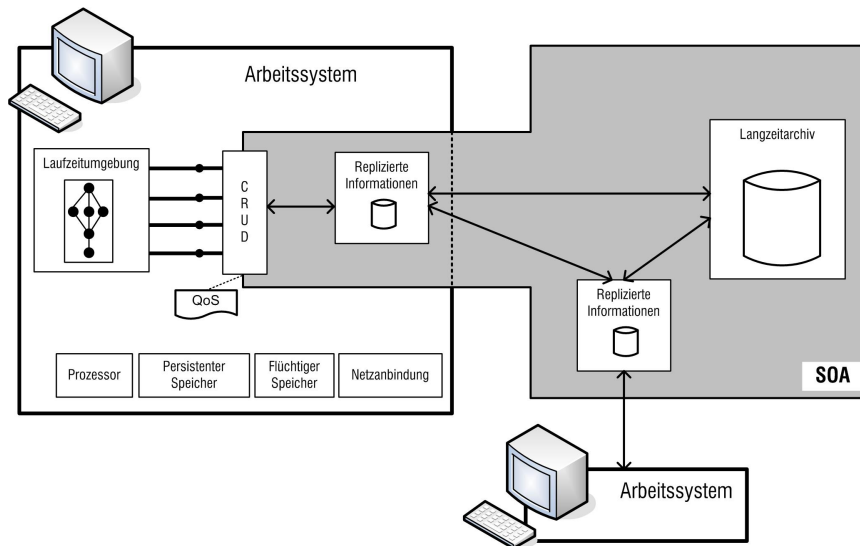 Arbeitssystem
Laufzeitumgebung
C
R
U
D
Replizierte
Informationen
Langzeitarchiv
QoS
Replizierte
Informationen
Prozessor
Persistenter
Speicher
Flüchtiger
Speicher
Netzanbindung
SOA
Arbeitssystem